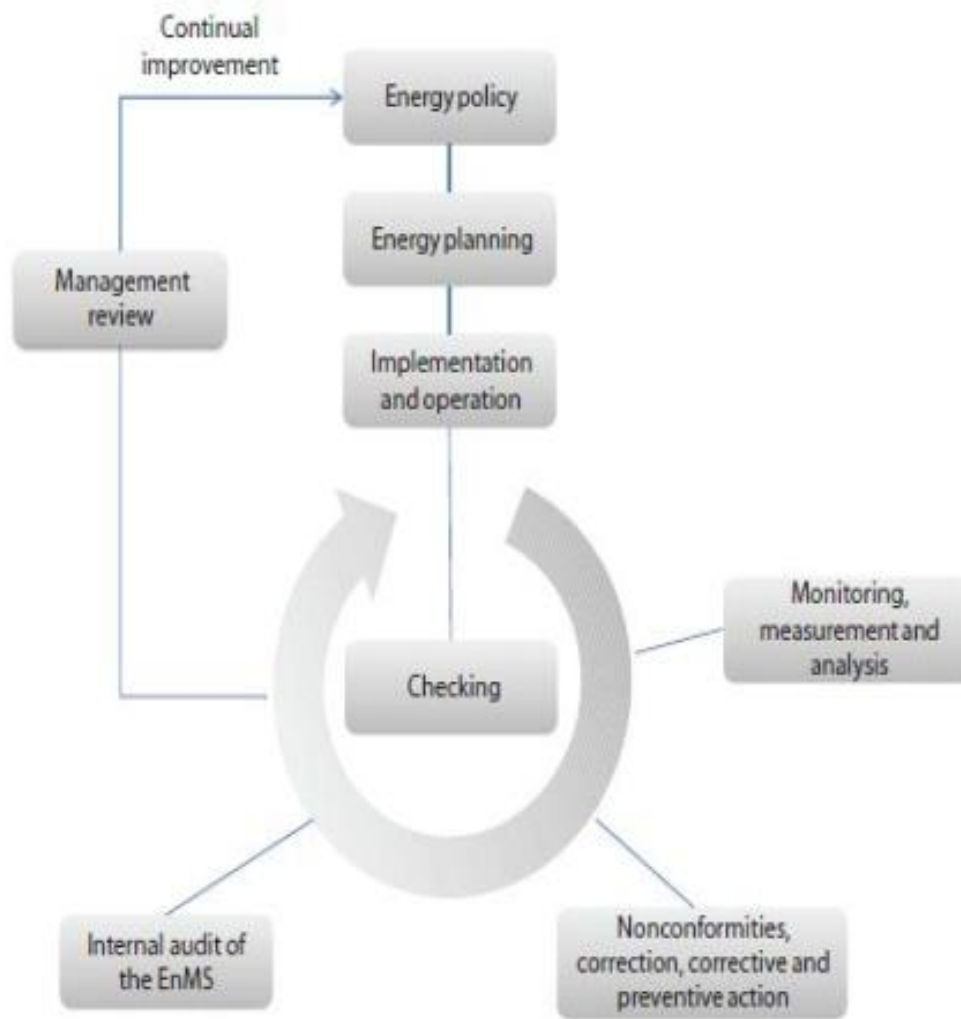 Continual
improvement
Energy policy
Energy planning
Management
review
Implementation
and operation
Monitoring,
measurement and
analysis
Checking
Internal audit of
the EnMS
Nonconformities,
correction, corrective and
preventive action